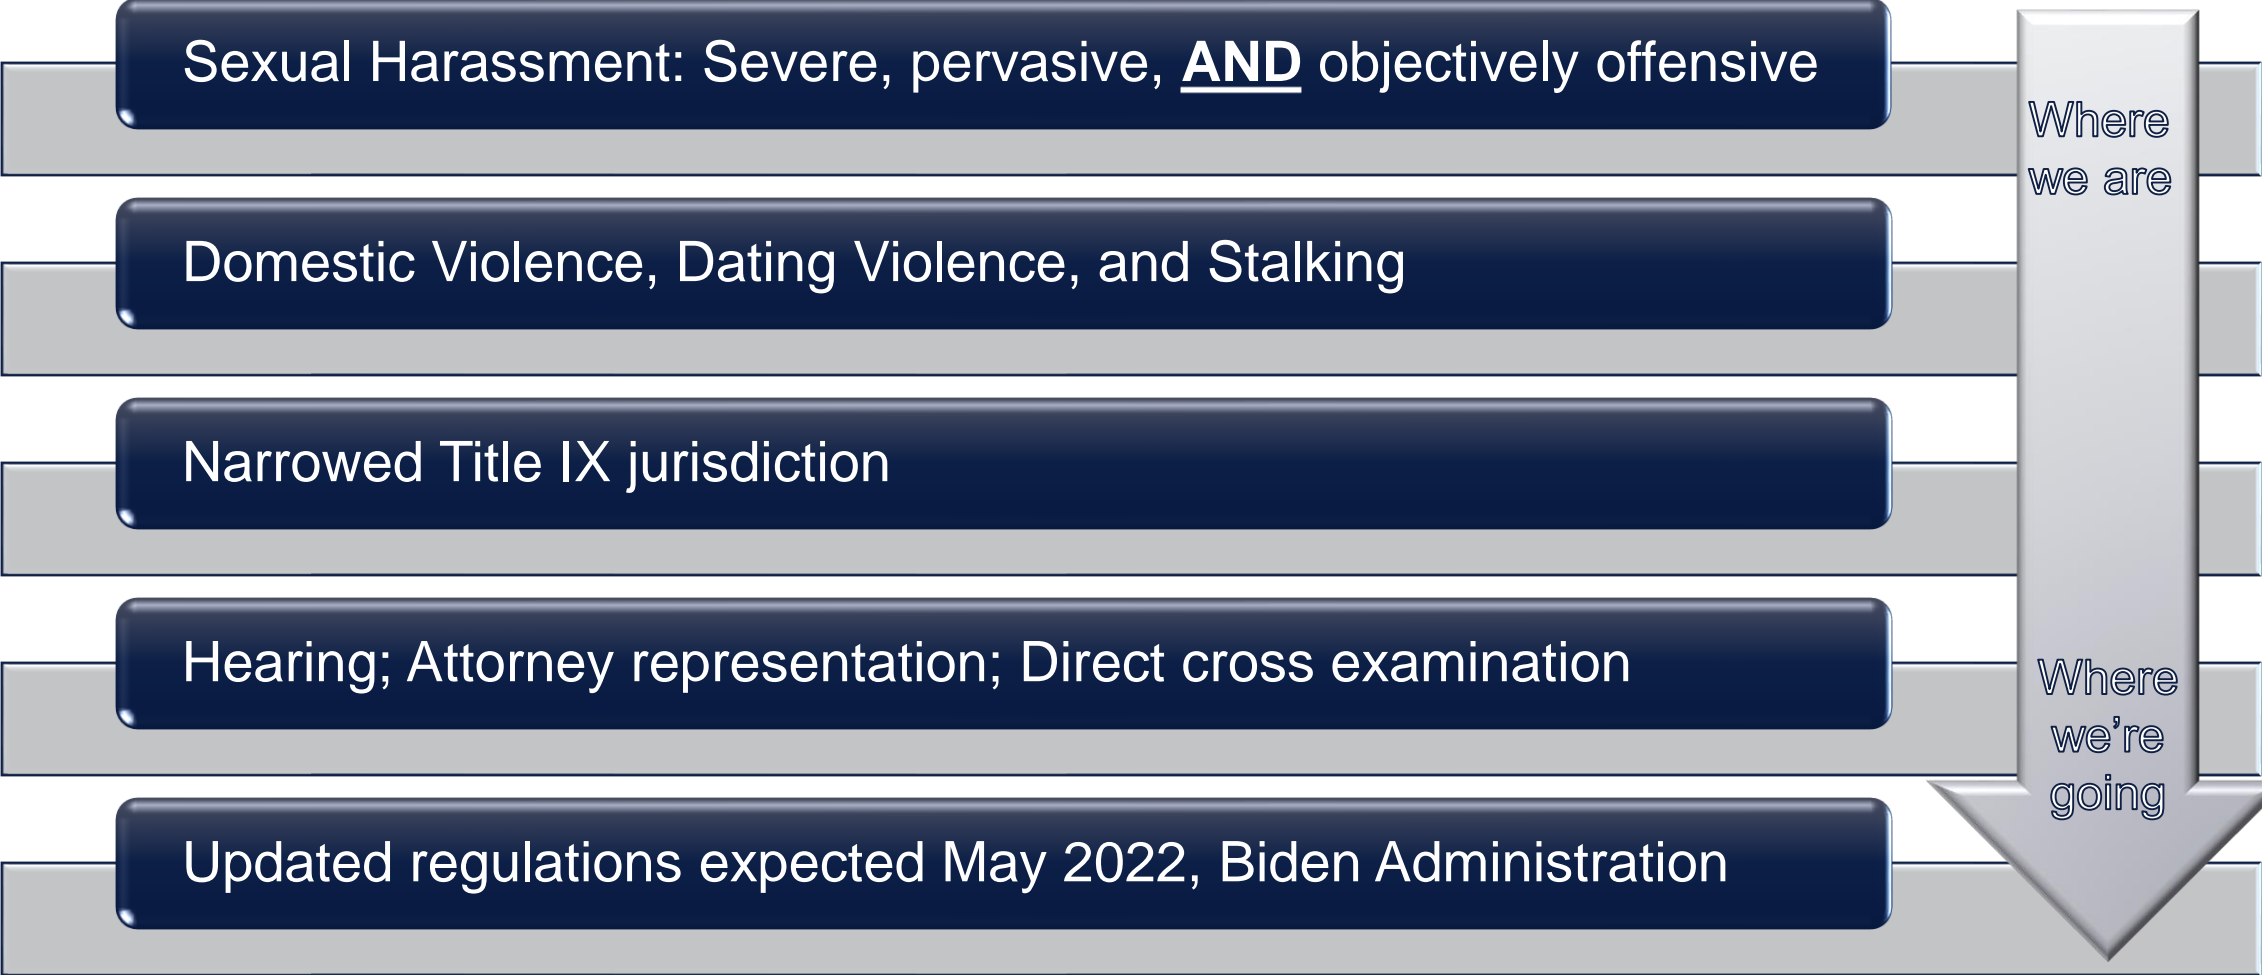 Sexual Harassment: Severe, pervasive, AND objectively offensive
Domestic Violence, Dating Violence, and Stalking
Narrowed Title IX jurisdiction
Hearing; Attorney representation; Direct cross examination
Updated regulations expected May 2022, Biden Administration
Where
we are
Where
we’re
going